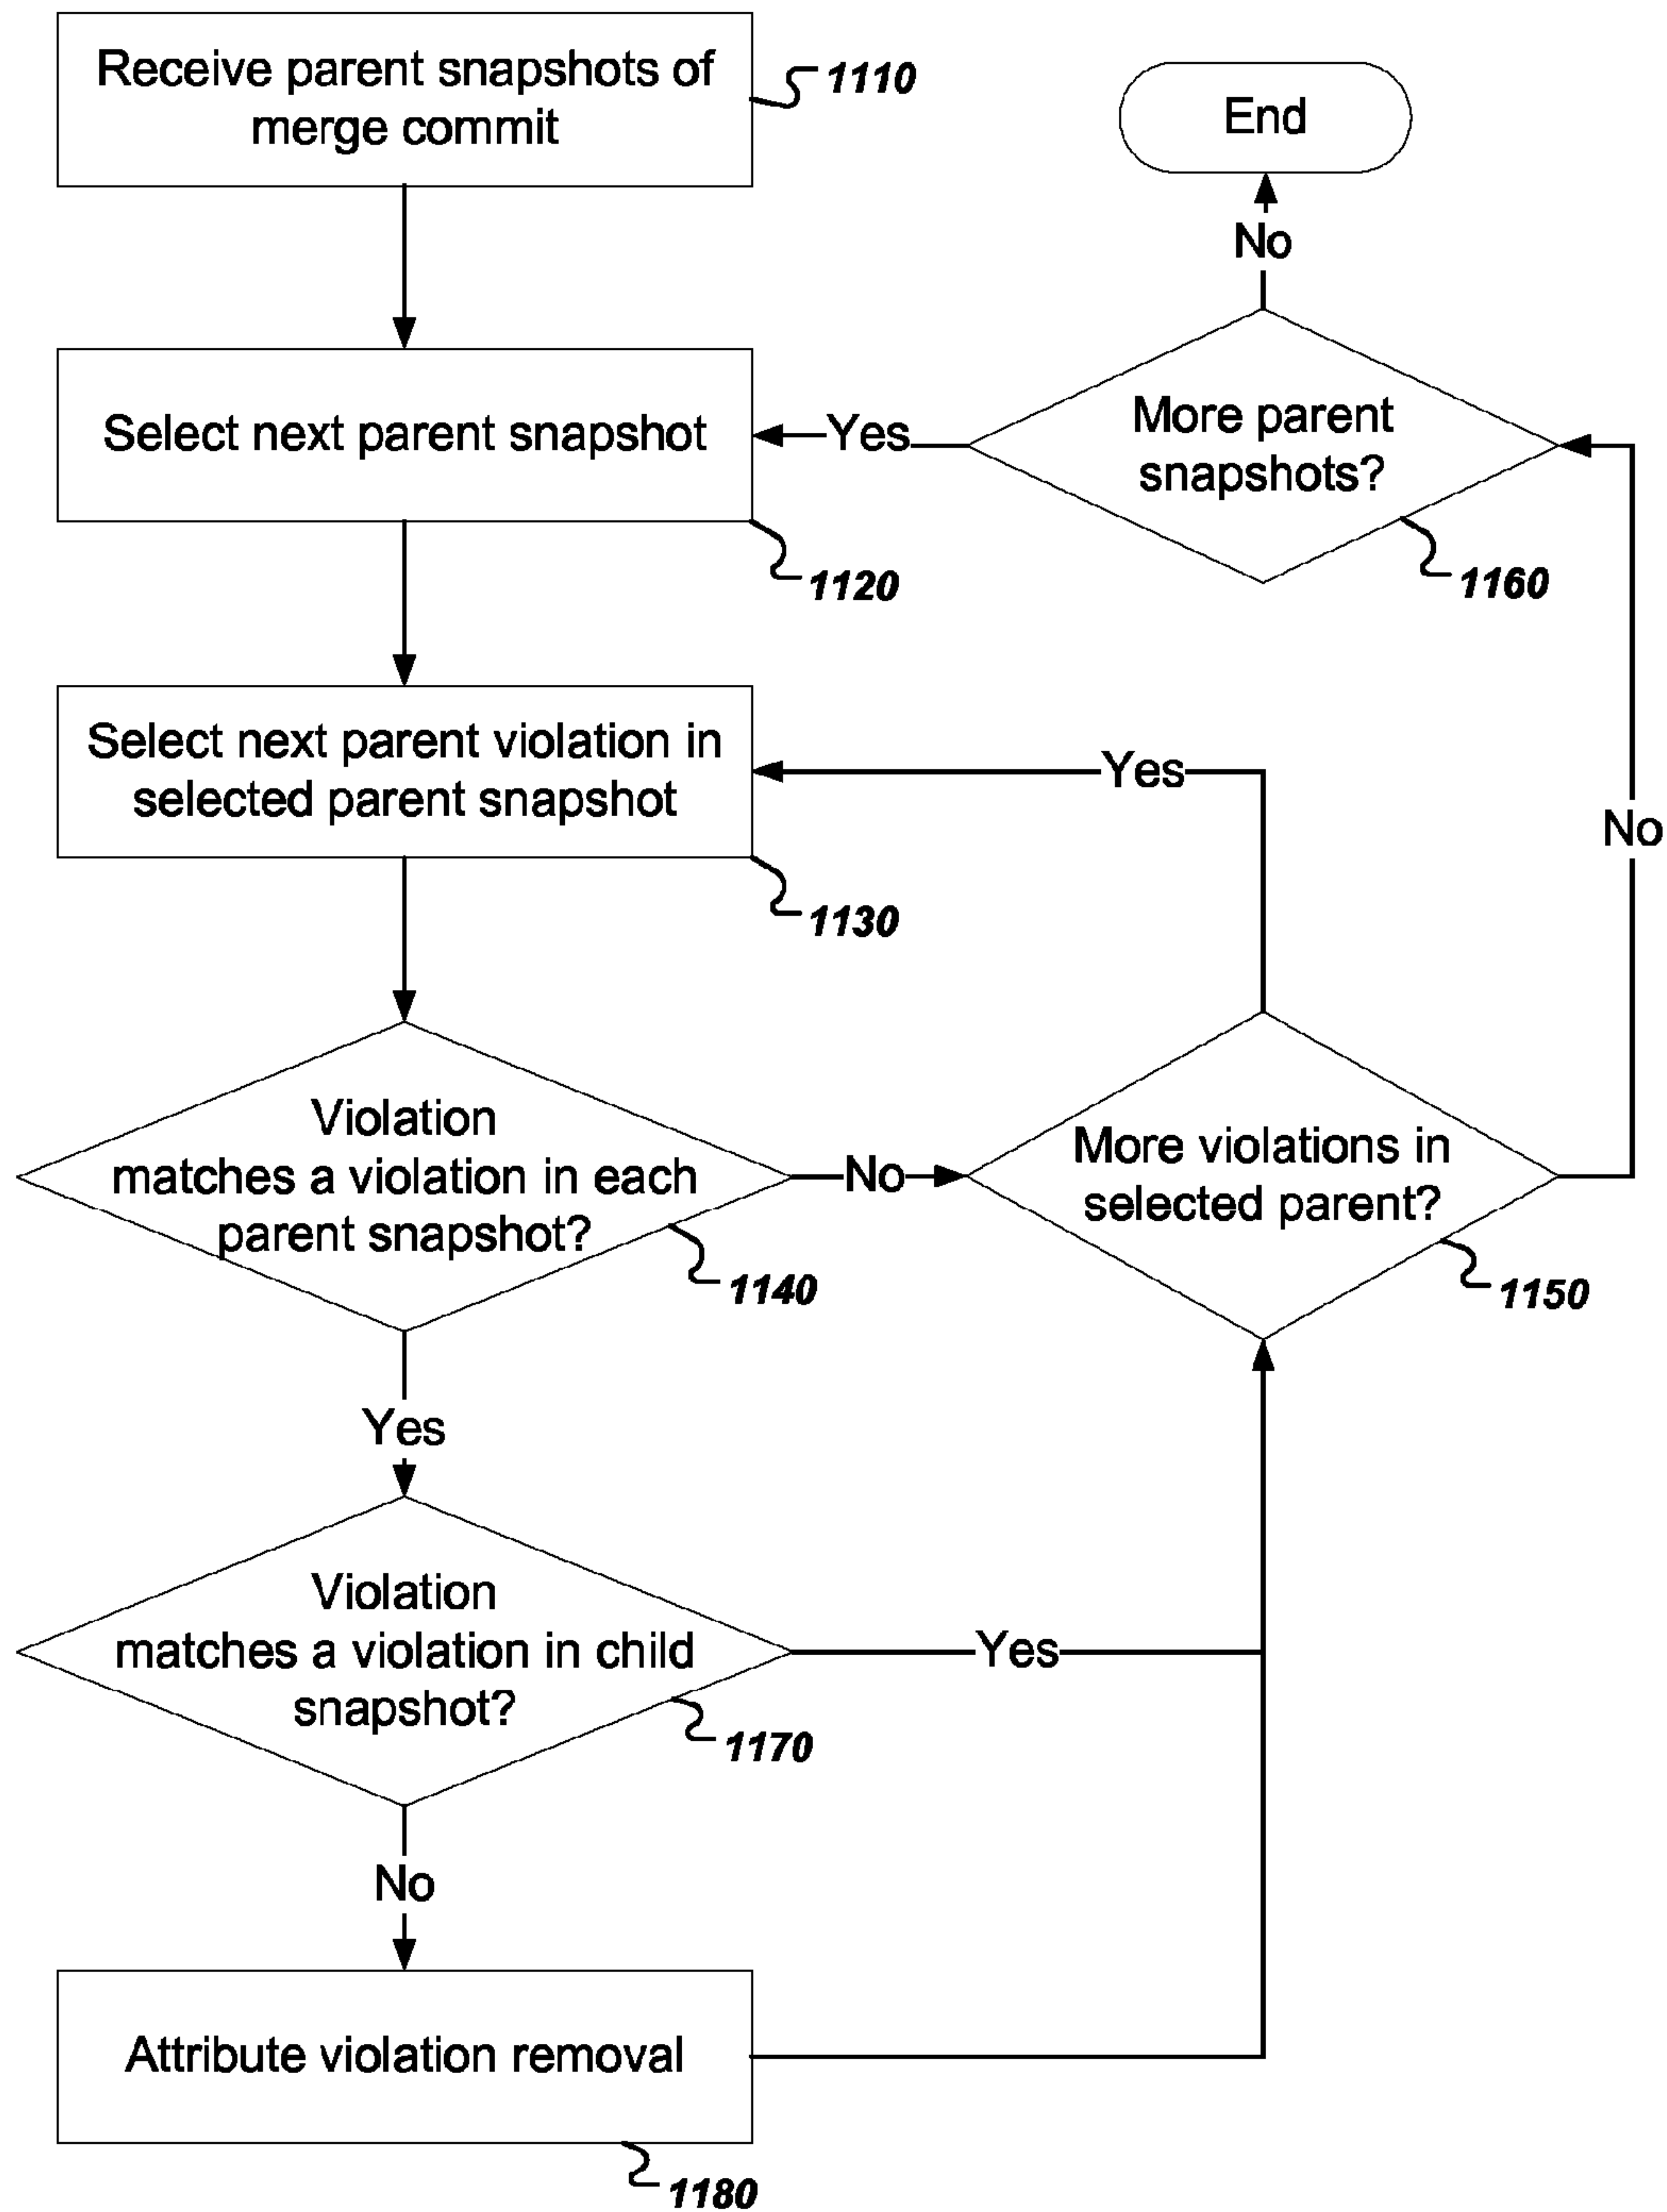 Receive parent snapshots of
merge commit
1110
End
No
Select next parent snapshot
Yes
More parent
snapshots?
1120
1160
Select next parent violation in
selected parent snapshot
Yes
No
1130
Violation
matches a violation in each
parent snapshot?
No
More violations in
selected parent?
1140
1150
Yes
Violation
matches a violation in child
snapshot?
Yes
1170
No
Attribute violation removal
1180